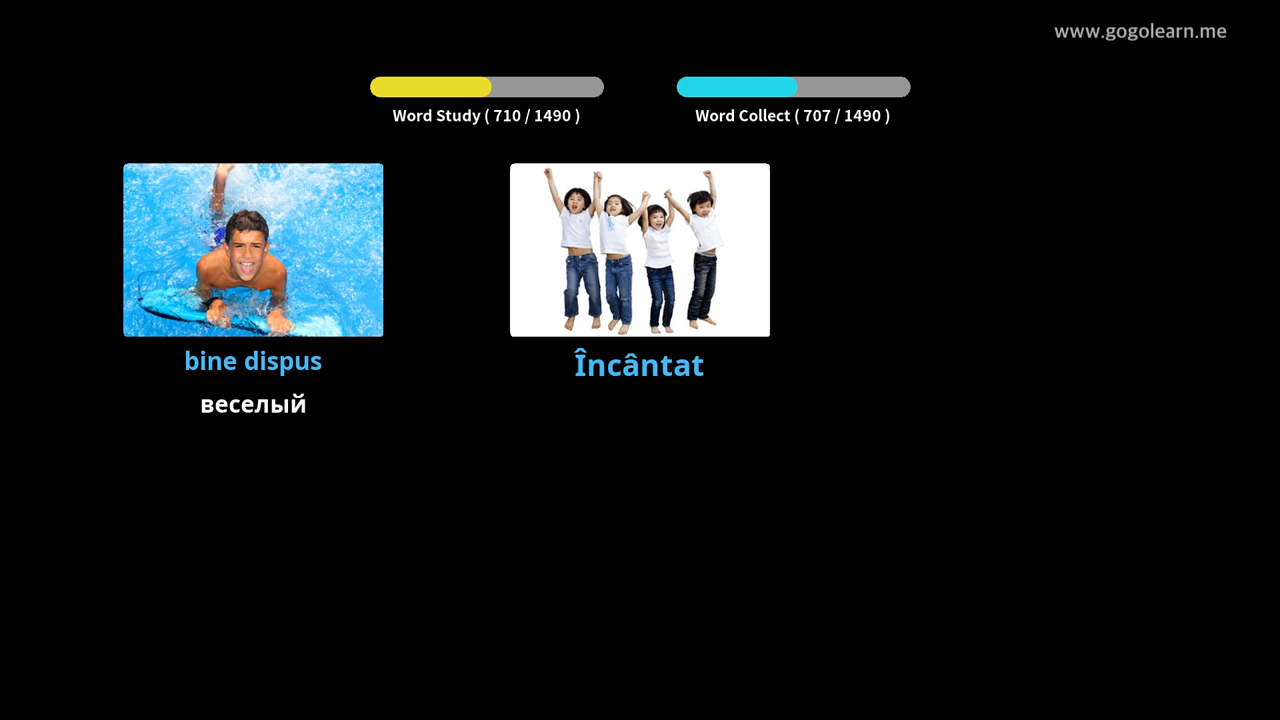 www.gogolearn.me
Word Study ( 710 / 1490 )
Word Collect ( 707 / 1490 )
bine dispus
веселый
Încântat